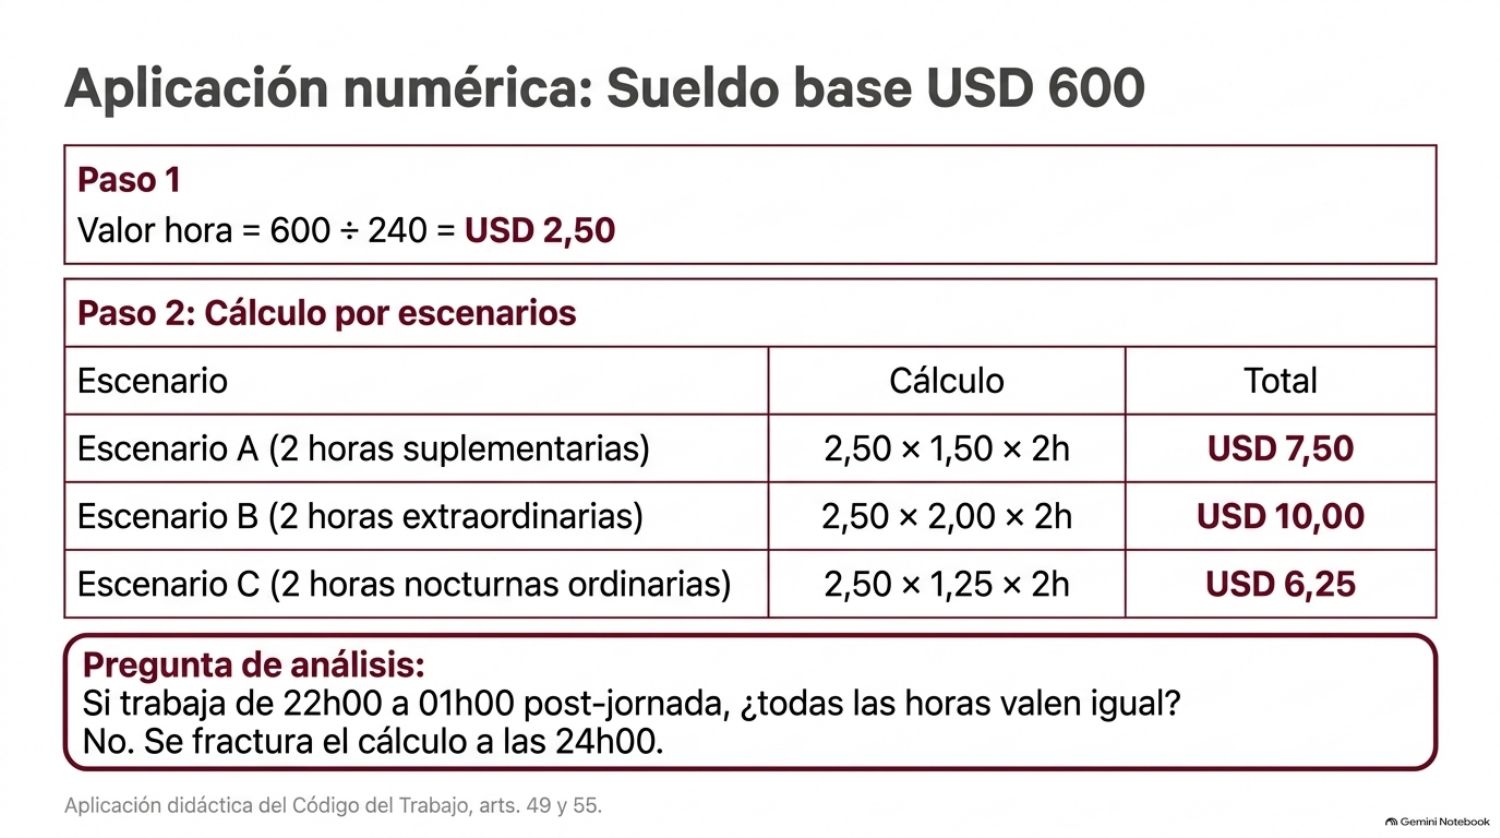 Aplicación numérica: Sueldo base USD 600
Paso 1
Valor hora = 600 ÷ 240 = USD 2,50
Paso 2: Cálculo por escenarios
Escenario Cálculo Total
Escenario A (2 horas suplementarias) 2,50 × 1,50 × 2h USD 7,50
Escenario B (2 horas extraordinarias) 2,50 × 2,00 × 2h USD 10,00
Escenario C (2 horas nocturnas ordinarias) 2,50 × 1,25 × 2h USD 6,25
Pregunta de análisis:
Si trabaja de 22h00 a 01h00 post-jornada, ¿todas las horas valen igual?
No. Se fractura el cálculo a las 24h00.
Aplicación didáctica del Código del Trabajo, arts. 49 y 55.
Gemini Notebook